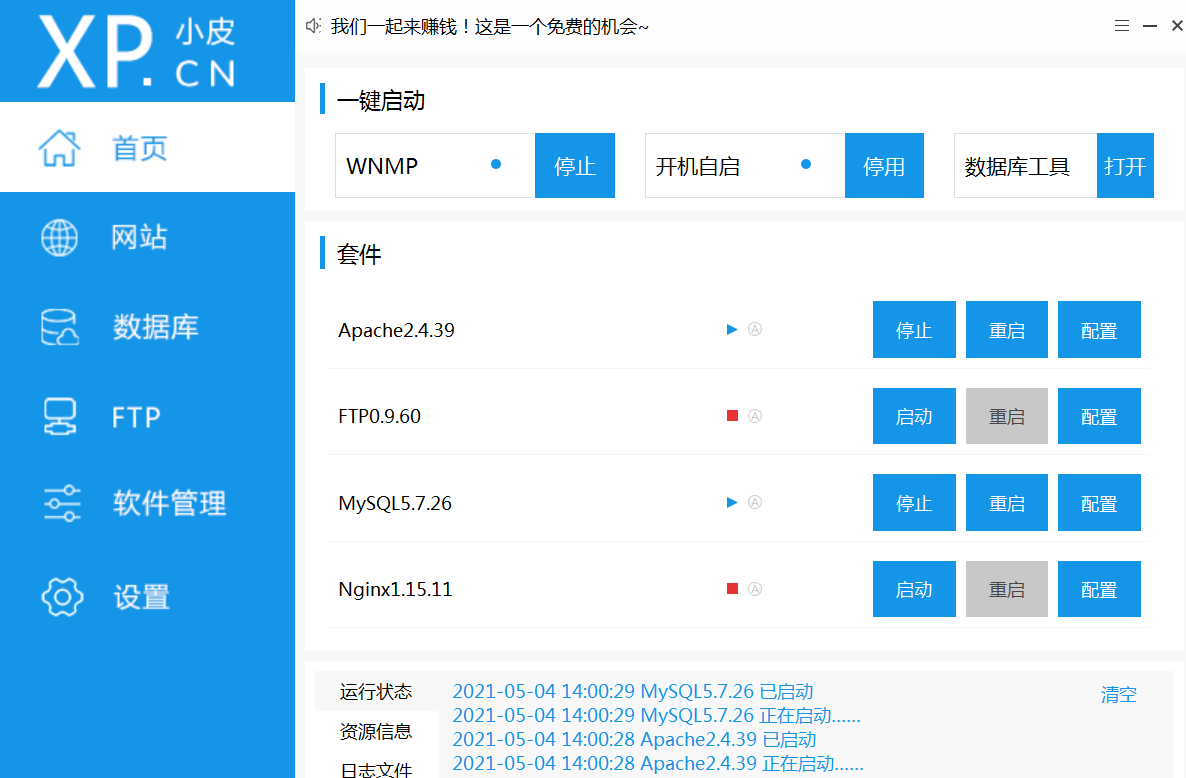 XP.小皮
CN
我们一起来赚钱！这是一个免费的机会~
首页
网站
数据库
FTP
软件管理
设置
一键启动
WNMP 停止 开机自启 停用 数据库工具 打开
套件
Apache2.4.39 A 停止 重启 配置
FTP0.9.60 A 启动 重启 配置
MySQL5.7.26 A 停止 重启 配置
Nginx1.15.11 A 启动 重启 配置
运行状态
资源信息
日志文件
2021-05-04 14:00:29 MySQL5.7.26 已启动
2021-05-04 14:00:29 MySQL5.7.26 正在启动......
2021-05-04 14:00:28 Apache2.4.39 已启动
2021-05-04 14:00:28 Apache2.4.39 正在启动......
清空